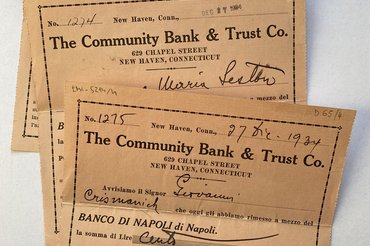 No. 1274 New Haven, Conn., DEC 27 1934
The Community Bank & Trust Co.
629 CHAPEL STREET
NEW HAVEN, CONNECTICUT
Maria
a mezzo del
No. 1275 New Haven, Conn., 27 Dic. 1934
The Community Bank & Trust Co.
629 CHAPEL STREET
NEW HAVEN, CONNECTICUT
Avvisiamo il Signor Giovanni
Crismanich che oggi gli abbiamo rimesso a mezzo del
BANCO DI NAPOLI di Napoli.
la somma di Lire Cento